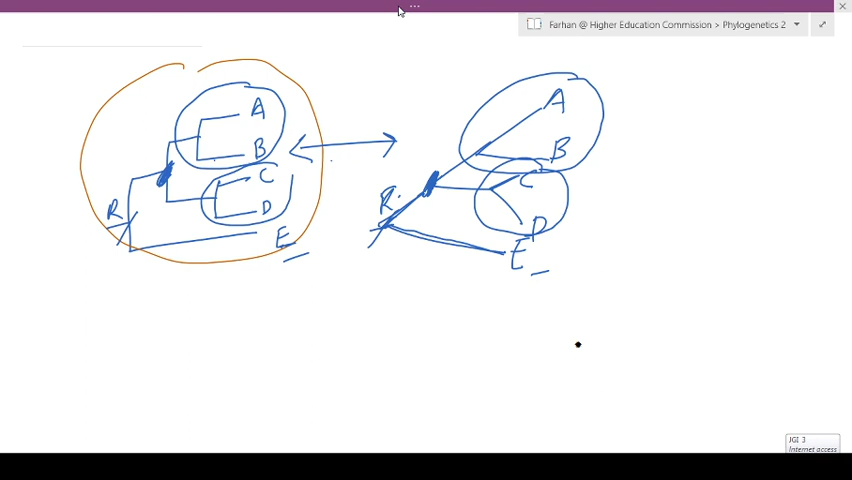 ...
Farhan @ Higher Education Commission > Phylogenetics 2
A
B
C
D
E
R
A
B
C
D
E
R.
JGI 3
Internet access